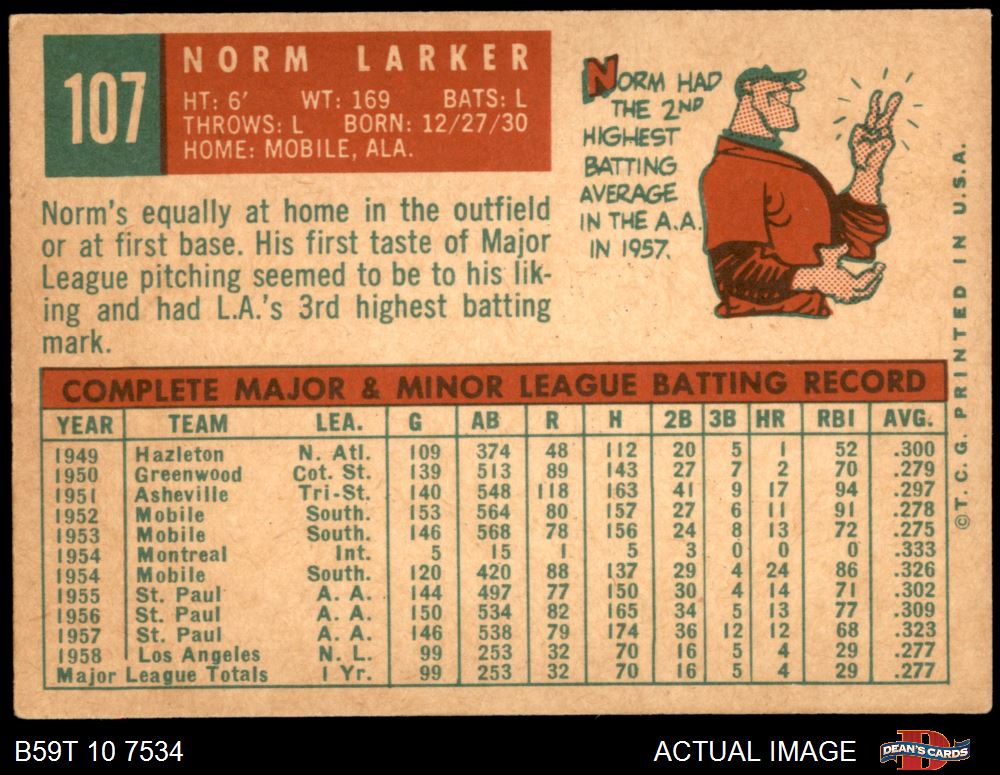 107
NORM LARKER
HT: 6' WT: 169 BATS: L
THROWS: L BORN: 12/27/30
HOME: MOBILE, ALA.
NORM HAD
THE 2ND
HIGHEST
BATTING
AVERAGE
IN THE A.A.
IN 1957.
Norm's equally at home in the outfield
or at first base. His first taste of Major
League pitching seemed to be to his lik-
ing and had L.A.'s 3rd highest batting
mark.
COMPLETE MAJOR & MINOR LEAGUE BATTING RECORD
YEAR TEAM LEA. G AB R H 2B 3B HR RBI AVG.
1949 Hazleton N. Atl. 109 374 48 112 20 5 1 52 .300
1950 Greenwood Cot. St. 139 513 89 143 27 7 2 70 .279
1951 Asheville Tri-St. 140 548 118 163 41 9 17 94 .297
1952 Mobile South. 153 564 80 157 27 6 11 91 .278
1953 Mobile South. 146 568 78 156 24 8 13 72 .275
1954 Montreal Int. 5 15 1 5 3 0 0 0 .333
1954 Mobile South. 120 420 88 137 29 4 24 86 .326
1955 St. Paul A. A. 144 497 77 150 30 4 14 71 .302
1956 St. Paul A. A. 150 534 82 165 34 5 13 77 .309
1957 St. Paul A. A. 146 538 79 174 36 12 12 68 .323
1958 Los Angeles N. L. 99 253 32 70 16 5 4 29 .277
Major League Totals 1 Yr. 99 253 32 70 16 5 4 29 .277
©T. C. G. PRINTED IN U.S.A.
B59T 10 7534
ACTUAL IMAGE
DEAN'S CARDS